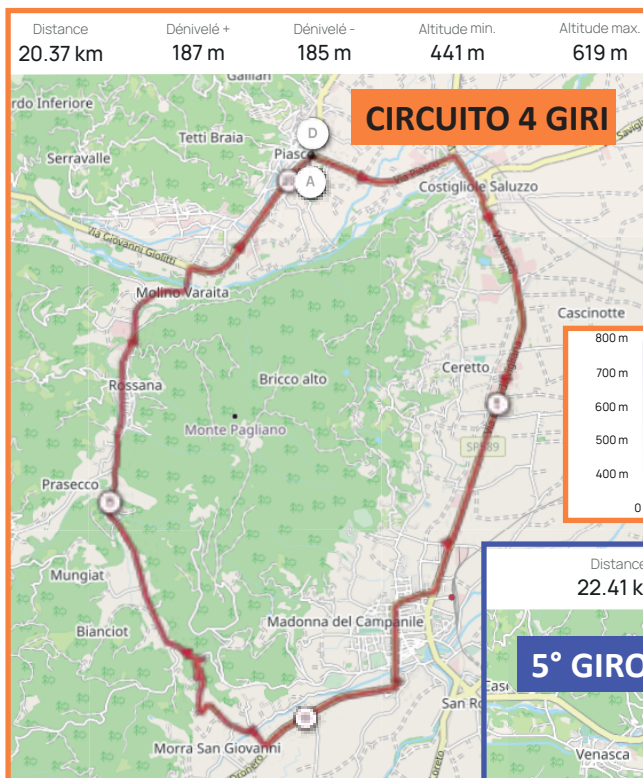 Distance Dénivelé + Dénivelé - Altitude min. Altitude max.
20.37 km 187 m 185 m 441 m 619 m
Gallian
CIRCUITO 4 GIRI
ordo Inferiore
Tetti Braia
D
Serravalle
Piasc
A
Costigliole Saluzzo
Via Giovanni Giolitti
Molino Varaita
Cascinotte
800 m
Ceretto
700 m
Rossana
Bricco alto
600 m
Monte Pagliano
500 m
SP589
400 m
Prasecco
0
Distance
Mungiat
22.41 k
Madonna del Campanile
Bianciot
5° GIRO
San Ro
Morra San Giovanni
Dronero
Venasca